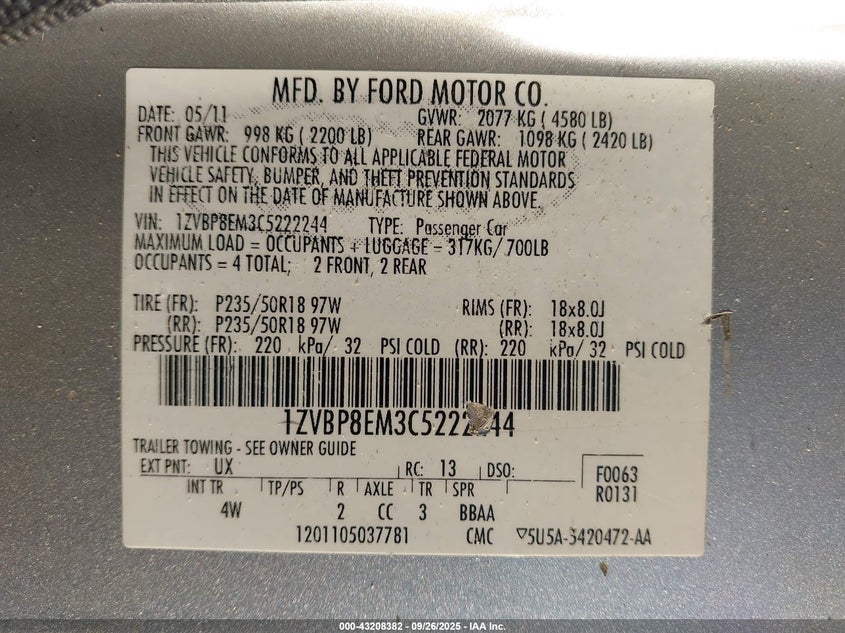 MFD. BY FORD MOTOR CO.
DATE: 05/11 GVWR: 2077 KG ( 4580 LB)
FRONT GAWR: 998 KG ( 2200 LB) REAR GAWR: 1098 KG ( 2420 LB)
THIS VEHICLE CONFORMS TO ALL APPLICABLE FEDERAL MOTOR
VEHICLE SAFETY, BUMPER, AND THEFT PREVENTION STANDARDS
IN EFFECT ON THE DATE OF MANUFACTURE SHOWN ABOVE.
VIN: 1ZVBP8EM3C5222244 TYPE: Passenger Car
MAXIMUM LOAD = OCCUPANTS + LUGGAGE = 317KG/ 700LB
OCCUPANTS = 4 TOTAL; 2 FRONT, 2 REAR
TIRE (FR): P235/50R18 97W RIMS (FR): 18x8.0J
(RR): P235/50R18 97W (RR): 18x8.0J
PRESSURE (FR): 220 kPa/ 32 PSI COLD (RR): 220 kPa/ 32 PSI COLD
1ZVBP8EM3C5222244
TRAILER TOWING - SEE OWNER GUIDE
EXT PNT: UX RC: 13 DSO: F0063
R0131
INT TR TP/PS R AXLE TR SPR
4W 2 CC 3 BBAA
1201105037781 CMC ▽5U5A-3420472-AA
000-43208382 - 09/26/2025 - IAA Inc.